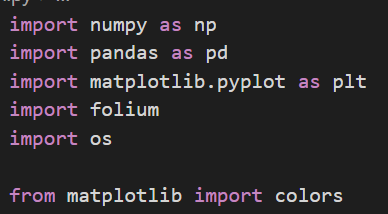 import numpy as np
import pandas as pd
import matplotlib.pyplot as plt
import folium
import os
from matplotlib import colors